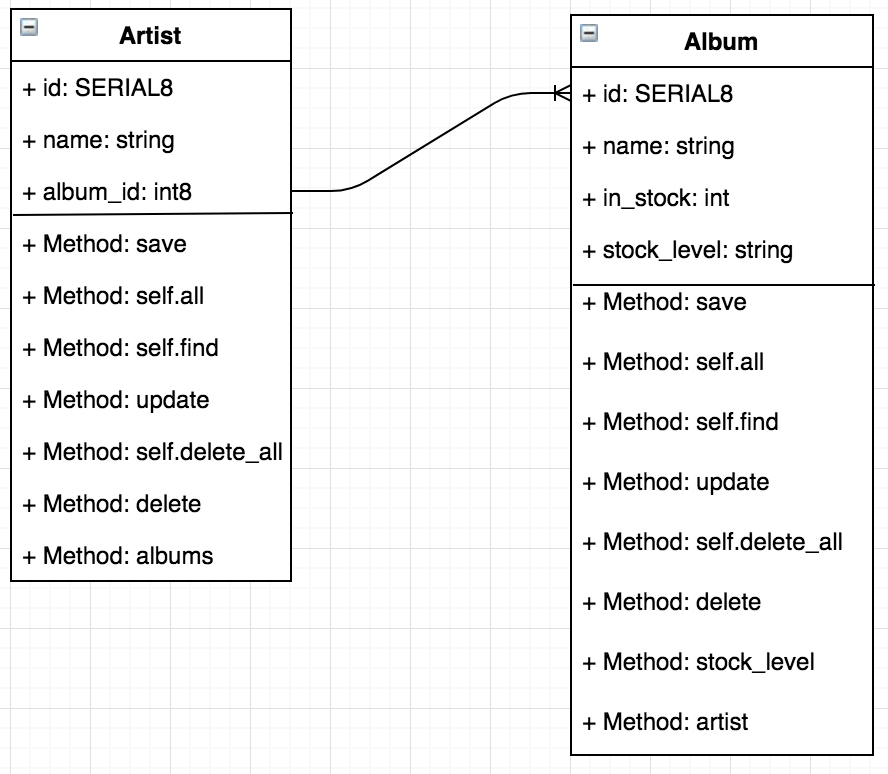 Artist
+ id: SERIAL8
+ name: string
+ album_id: int8
+ Method: save
+ Method: self.all
+ Method: self.find
+ Method: update
+ Method: self.delete_all
+ Method: delete
+ Method: albums
Album
+ id: SERIAL8
+ name: string
+ in_stock: int
+ stock_level: string
+ Method: save
+ Method: self.all
+ Method: self.find
+ Method: update
+ Method: self.delete_all
+ Method: delete
+ Method: stock_level
+ Method: artist